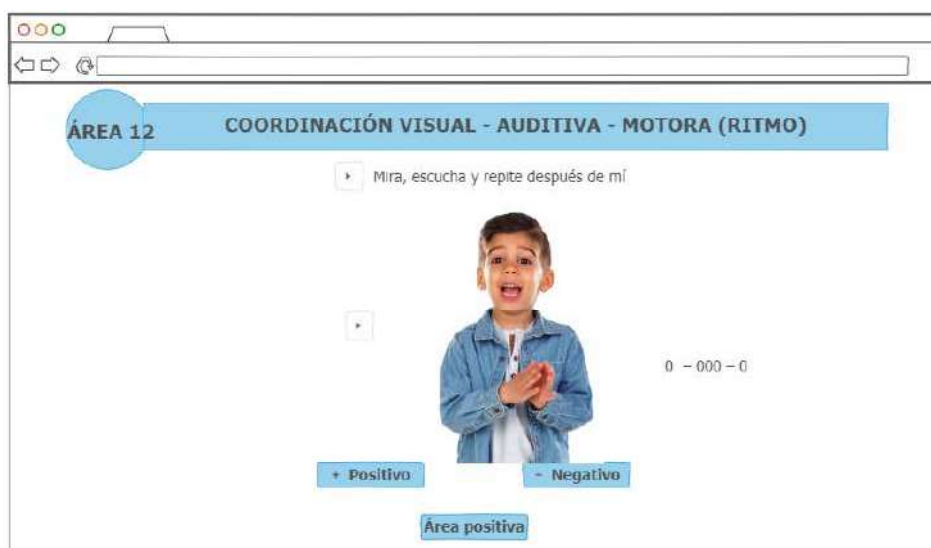 ÁREA 12
COORDINACIÓN VISUAL - AUDITIVA - MOTORA (RITMO)
Mira, escucha y repite después de mí
0 – 000 – 0
+ Positivo
- Negativo
Área positiva